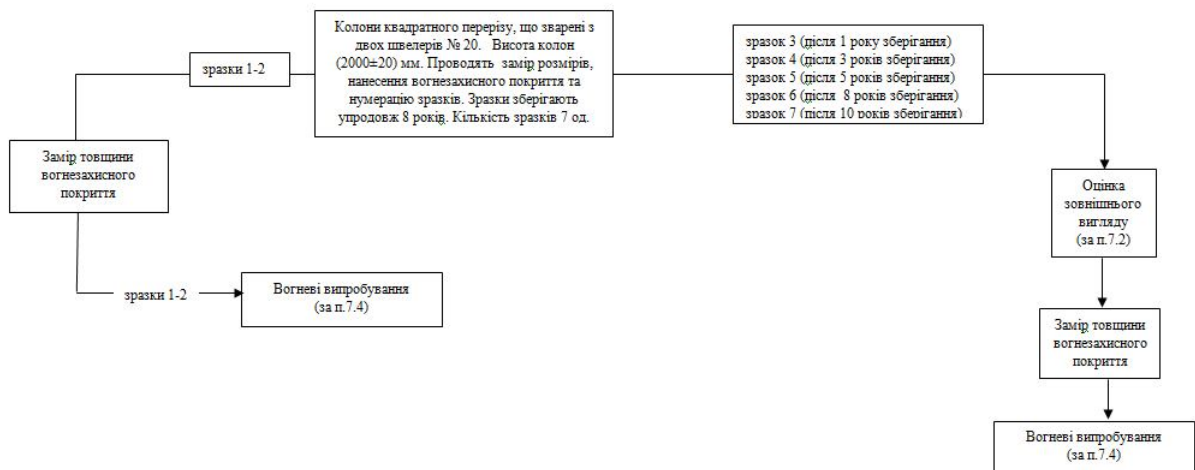 Колони квадратного перерізу, що зварені з
двох швелерів № 20. Висота колон
(2000±20) мм. Проводять замір розмірів,
нанесення вогнезахисного покриття та
нумерацію зразків. Зразки зберігають
упродовж 8 років. Кількість зразків 7 од.
зразки 1-2
зразок 3 (після 1 року зберігання)
зразок 4 (після 3 років зберігання)
зразок 5 (після 5 років зберігання)
зразок 6 (після 8 років зберігання)
зразок 7 (після 10 років зберігання)
Замір товщини
вогнезахисного
покриття
Оцінка
зовнішнього
вигляду
(за п.7.2)
зразки 1-2
Вогневі випробування
(за п.7.4)
Замір товщини
вогнезахисного
покриття
Вогневі випробування
(за п.7.4)